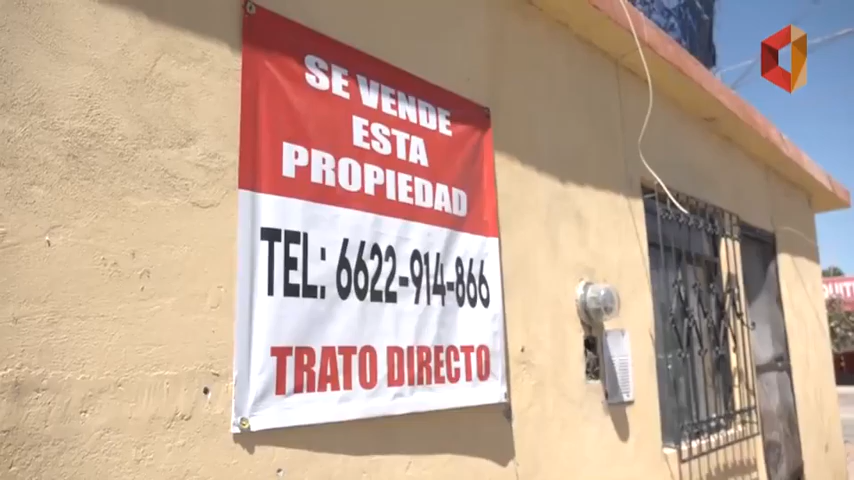 SE VENDE
ESTA
PROPIEDAD
TEL: 6622-914-866
TRATO DIRECTO